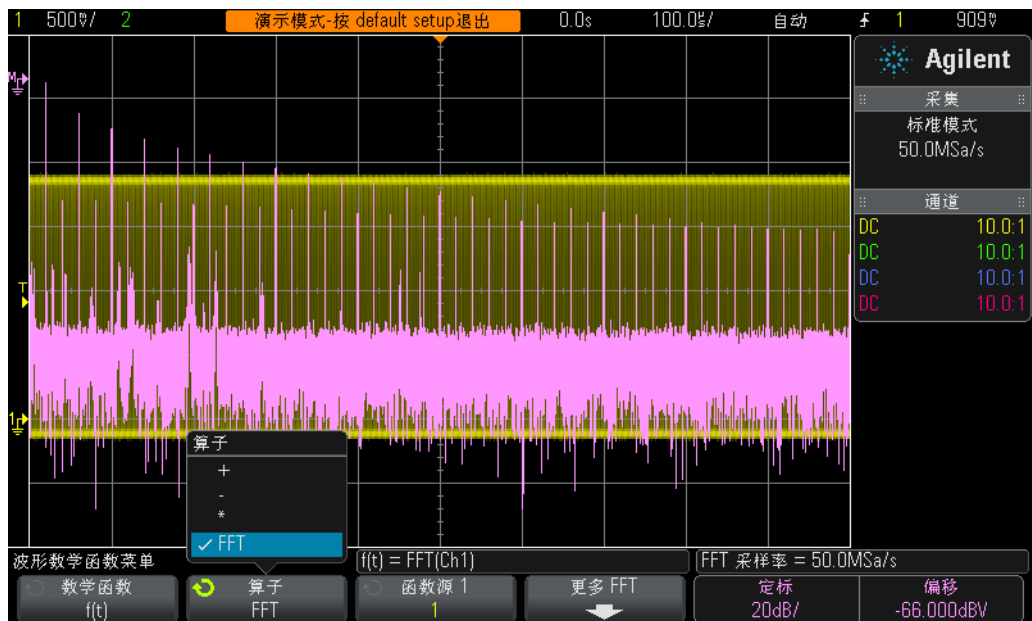 1 500mV/ 2 演示模式-按 default setup退出 0.0s 100.0µs/ 自动 1 909mV
Agilent
采集
标准模式
50.0MSa/s
通道
DC 10.0:1
DC 10.0:1
DC 10.0:1
DC 10.0:1
M
T
1
算子
+
-
*
FFT
波形数学函数菜单 f(t) = FFT(Ch1) FFT 采样率 = 50.0MSa/s
数学函数 算子 函数源 1 更多 FFT 定标 偏移
f(t) FFT 1 20dB/ -66.000dBV